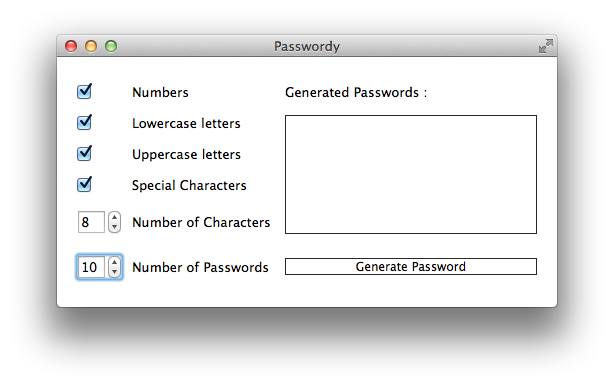 Passwordy
Numbers
Generated Passwords :
Lowercase letters
Uppercase letters
Special Characters
8 Number of Characters
10 Number of Passwords
Generate Password